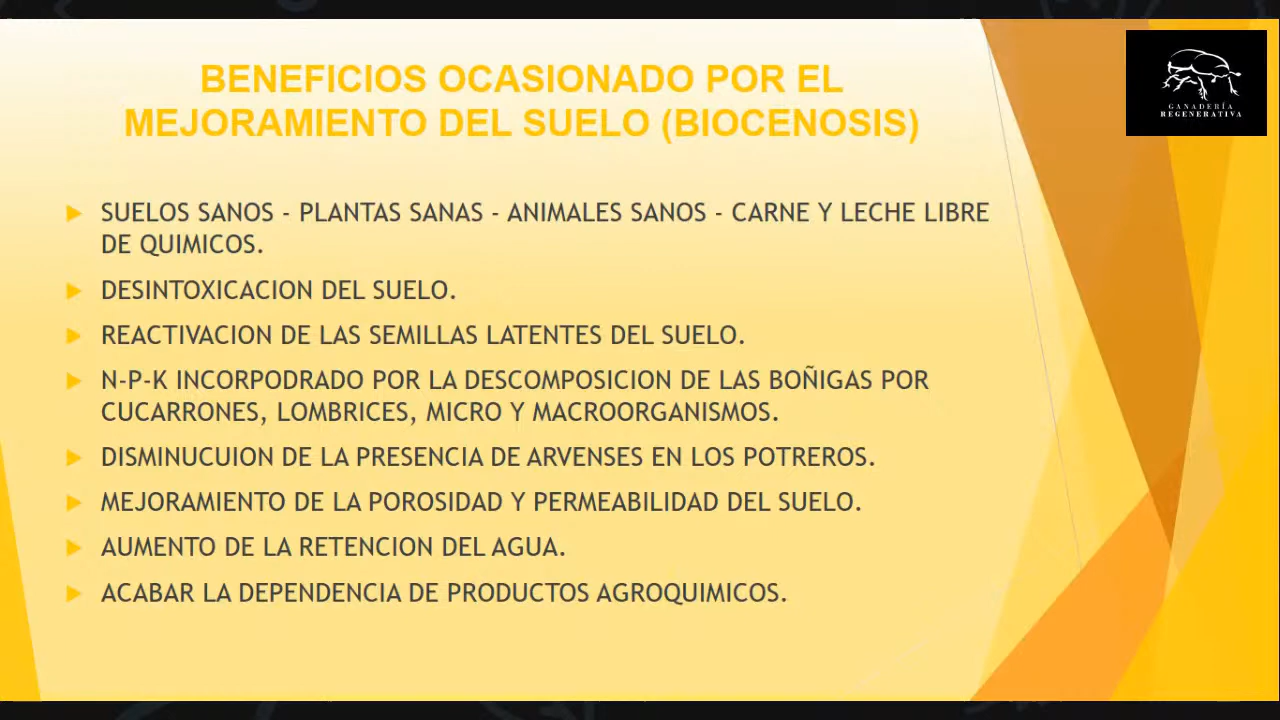 BENEFICIOS OCASIONADO POR EL
MEJORAMIENTO DEL SUELO (BIOCENOSIS)
GANADERÍA
REGENERATIVA
SUELOS SANOS - PLANTAS SANAS - ANIMALES SANOS - CARNE Y LECHE LIBRE
DE QUIMICOS.
DESINTOXICACION DEL SUELO.
REACTIVACION DE LAS SEMILLAS LATENTES DEL SUELO.
N-P-K INCORPODRADO POR LA DESCOMPOSICION DE LAS BOÑIGAS POR
CUCARRONES, LOMBRICES, MICRO Y MACROORGANISMOS.
DISMINUCUION DE LA PRESENCIA DE ARVENSES EN LOS POTREROS.
MEJORAMIENTO DE LA POROSIDAD Y PERMEABILIDAD DEL SUELO.
AUMENTO DE LA RETENCION DEL AGUA.
ACABAR LA DEPENDENCIA DE PRODUCTOS AGROQUIMICOS.